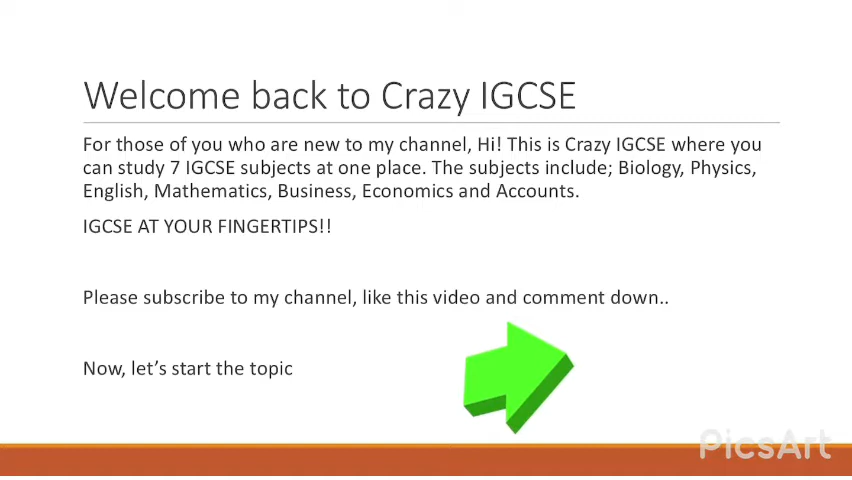 Welcome back to Crazy IGCSE
For those of you who are new to my channel, Hi! This is Crazy IGCSE where you
can study 7 IGCSE subjects at one place. The subjects include; Biology, Physics,
English, Mathematics, Business, Economics and Accounts.
IGCSE AT YOUR FINGERTIPS!!
Please subscribe to my channel, like this video and comment down..
Now, let's start the topic
PicsArt